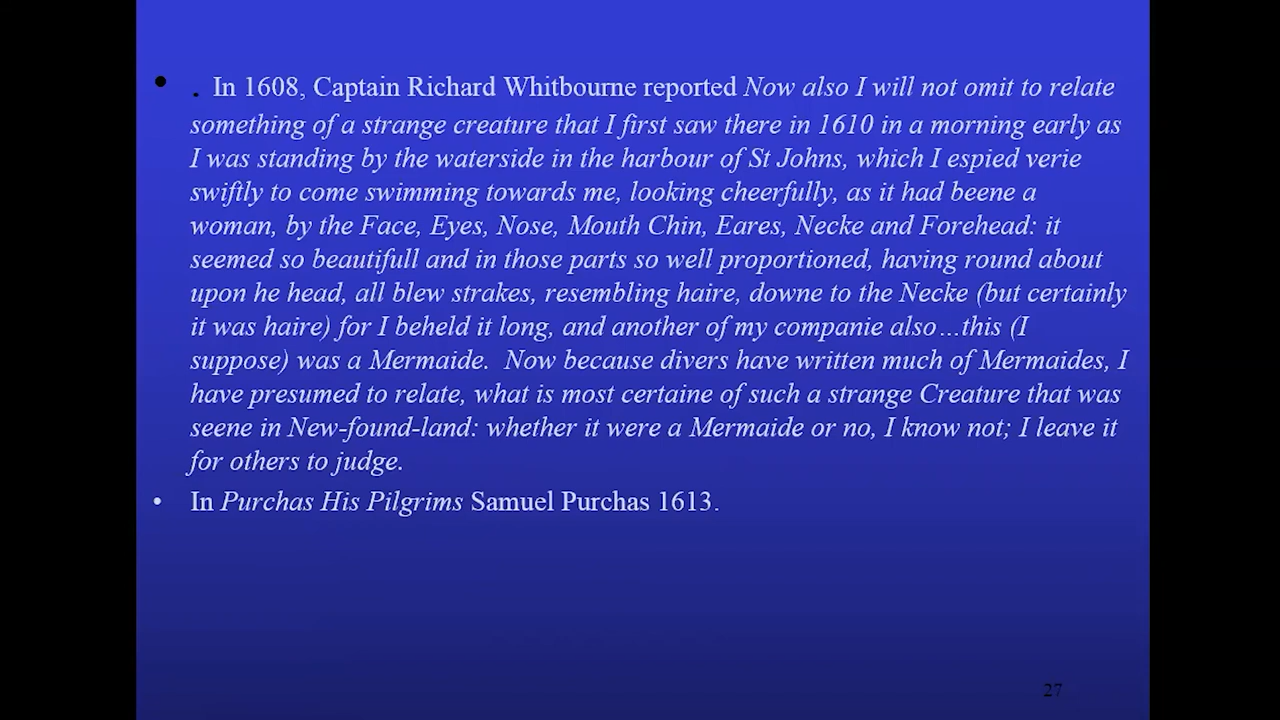 • . In 1608, Captain Richard Whitbourne reported Now also I will not omit to relate
something of a strange creature that I first saw there in 1610 in a morning early as
I was standing by the waterside in the harbour of St Johns, which I espied verie
swiftly to come swimming towards me, looking cheerfully, as it had beene a
woman, by the Face, Eyes, Nose, Mouth Chin, Eares, Necke and Forehead: it
seemed so beautifull and in those parts so well proportioned, having round about
upon he head, all blew strakes, resembling haire, downe to the Necke (but certainly
it was haire) for I beheld it long, and another of my companie also…this (I
suppose) was a Mermaide. Now because divers have written much of Mermaides, I
have presumed to relate, what is most certaine of such a strange Creature that was
seene in New-found-land: whether it were a Mermaide or no, I know not; I leave it
for others to judge.
• In Purchas His Pilgrims Samuel Purchas 1613.
27